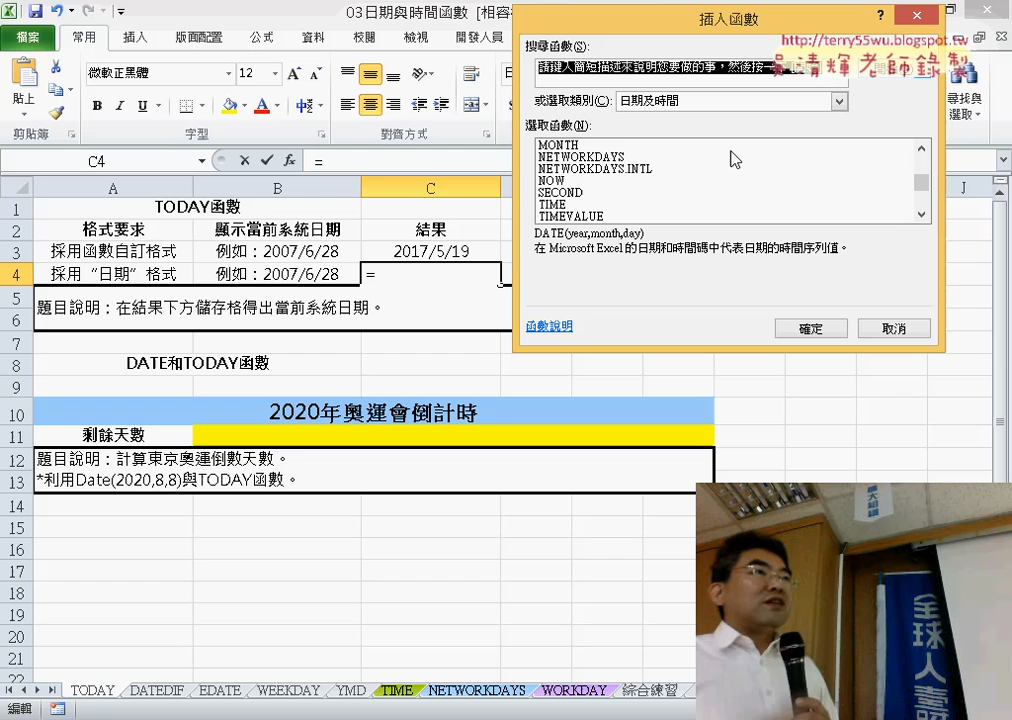 03日期與時間函數 [相容
檔案 常用 插入 版面配置 公式 資料 校閱 檢視 開發人員
貼上 微軟正黑體 12 尋找與 選取
剪貼簿 字型 對齊方式
C4 fx =
A B C J
1 TODAY函數
2 格式要求 顯示當前系統日期 結果
3 採用函數自訂格式 例如：2007/6/28 2017/5/19
4 採用“日期”格式 例如：2007/6/28 =
5
題目說明：在結果下方儲存格得出當前系統日期。
6
7
8 DATE和TODAY函數
9
10 2020年奧運會倒計時
11 剩餘天數
12 題目說明：計算東京奧運倒數天數。
13 *利用Date(2020,8,8)與TODAY函數。
14
15
16
17
18
19
20
21
22
TODAY DATEDIF EDATE WEEKDAY YMD TIME NETWORKDAYS WORKDAY 綜合練習
編輯
插入函數
http://terry55wu.blogspot.tw
吳清輝老師錄製
搜尋函數(S):
請鍵入簡短描述來說明您要做的事，然後按一
或選取類別(C): 日期及時間
選取函數(N):
MONTH
NETWORKDAYS
NETWORKDAYS.INTL
NOW
SECOND
TIME
TIMEVALUE
DATE(year,month,day)
在 Microsoft Excel 的日期和時間碼中代表日期的時間序列值。
函數說明 確定 取消
全球人壽